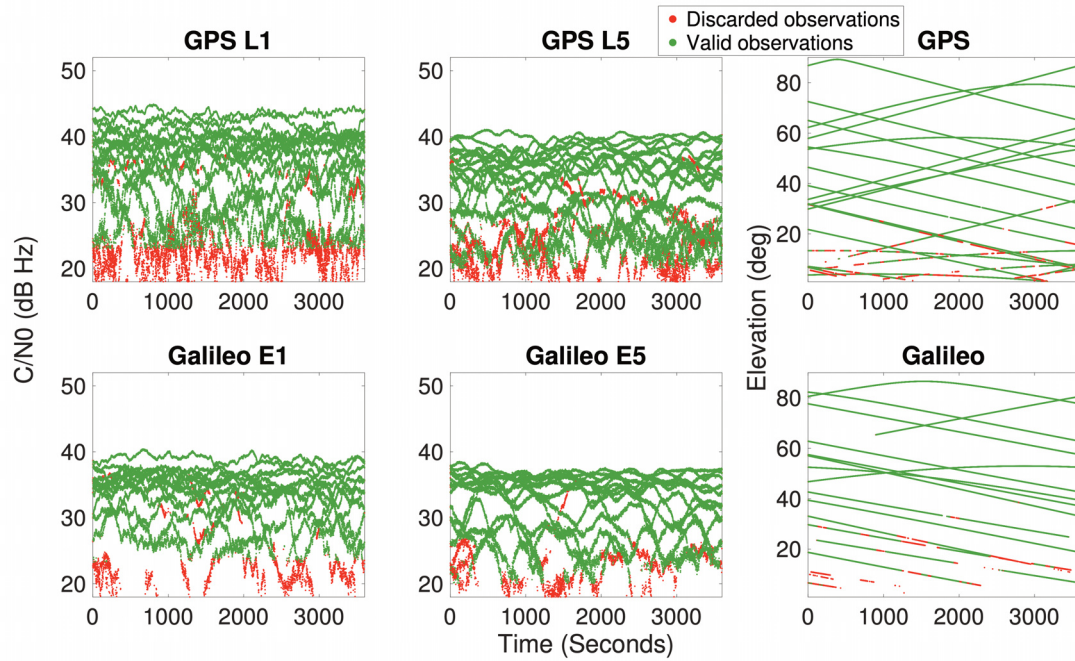 Discarded observations
Valid observations
GPS L1
GPS L5
GPS
50
40
30
20
0 1000 2000 3000
50
40
30
20
0 1000 2000 3000
80
60
40
20
0 1000 2000 3000
C/N0 (dB Hz)
Elevation (deg)
Galileo E1
Galileo E5
Galileo
50
40
30
20
0 1000 2000 3000
50
40
30
20
0 1000 2000 3000
80
60
40
20
0 1000 2000 3000
Time (Seconds)